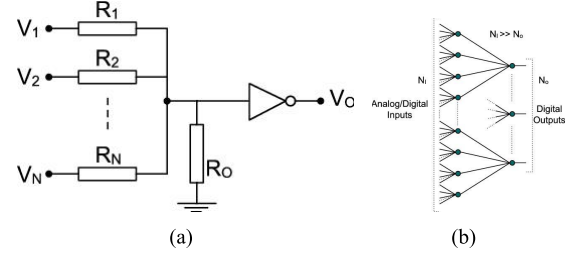 V1
R1
V2
R2
VN
RN
RO
VO
(a)
NI >> No
NI
Analog/Digital
Inputs
No
Digital
Outputs
(b)